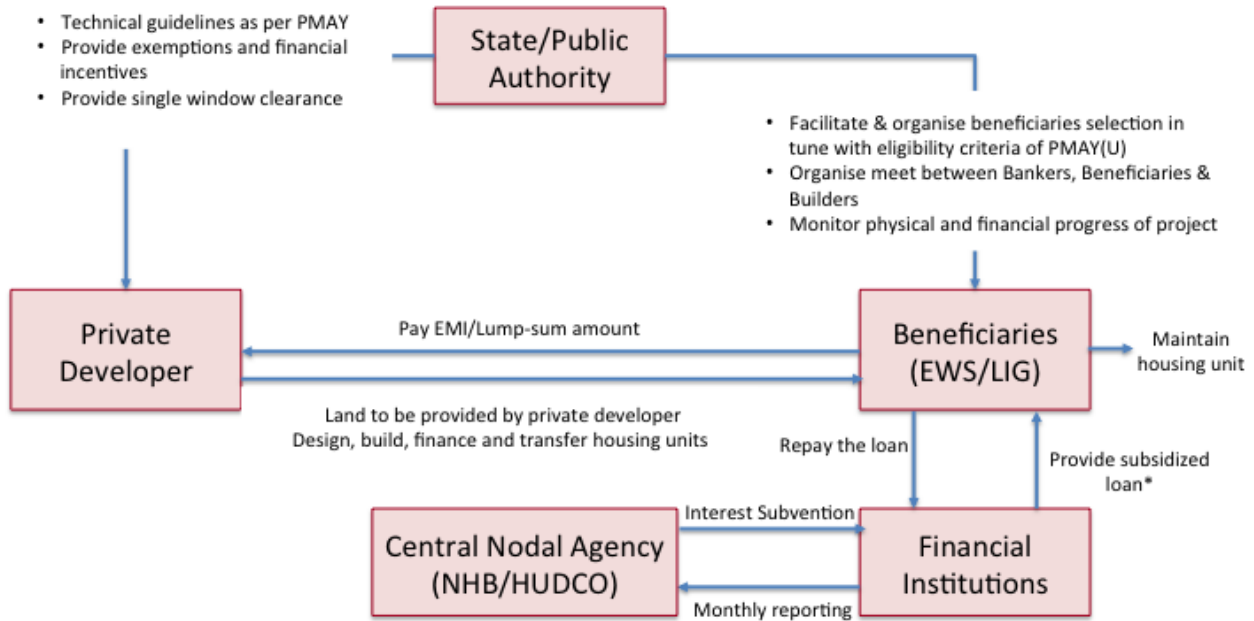 • Technical guidelines as per PMAY
• Provide exemptions and financial
incentives
• Provide single window clearance
State/Public
Authority
• Facilitate & organise beneficiaries selection in
tune with eligibility criteria of PMAY(U)
• Organise meet between Bankers, Beneficiaries &
Builders
• Monitor physical and financial progress of project
Private
Developer
Pay EMI/Lump-sum amount
Beneficiaries
(EWS/LIG)
Maintain
housing unit
Land to be provided by private developer
Design, build, finance and transfer housing units
Repay the loan
Provide subsidized
loan*
Central Nodal Agency
(NHB/HUDCO)
Interest Subvention
Monthly reporting
Financial
Institutions